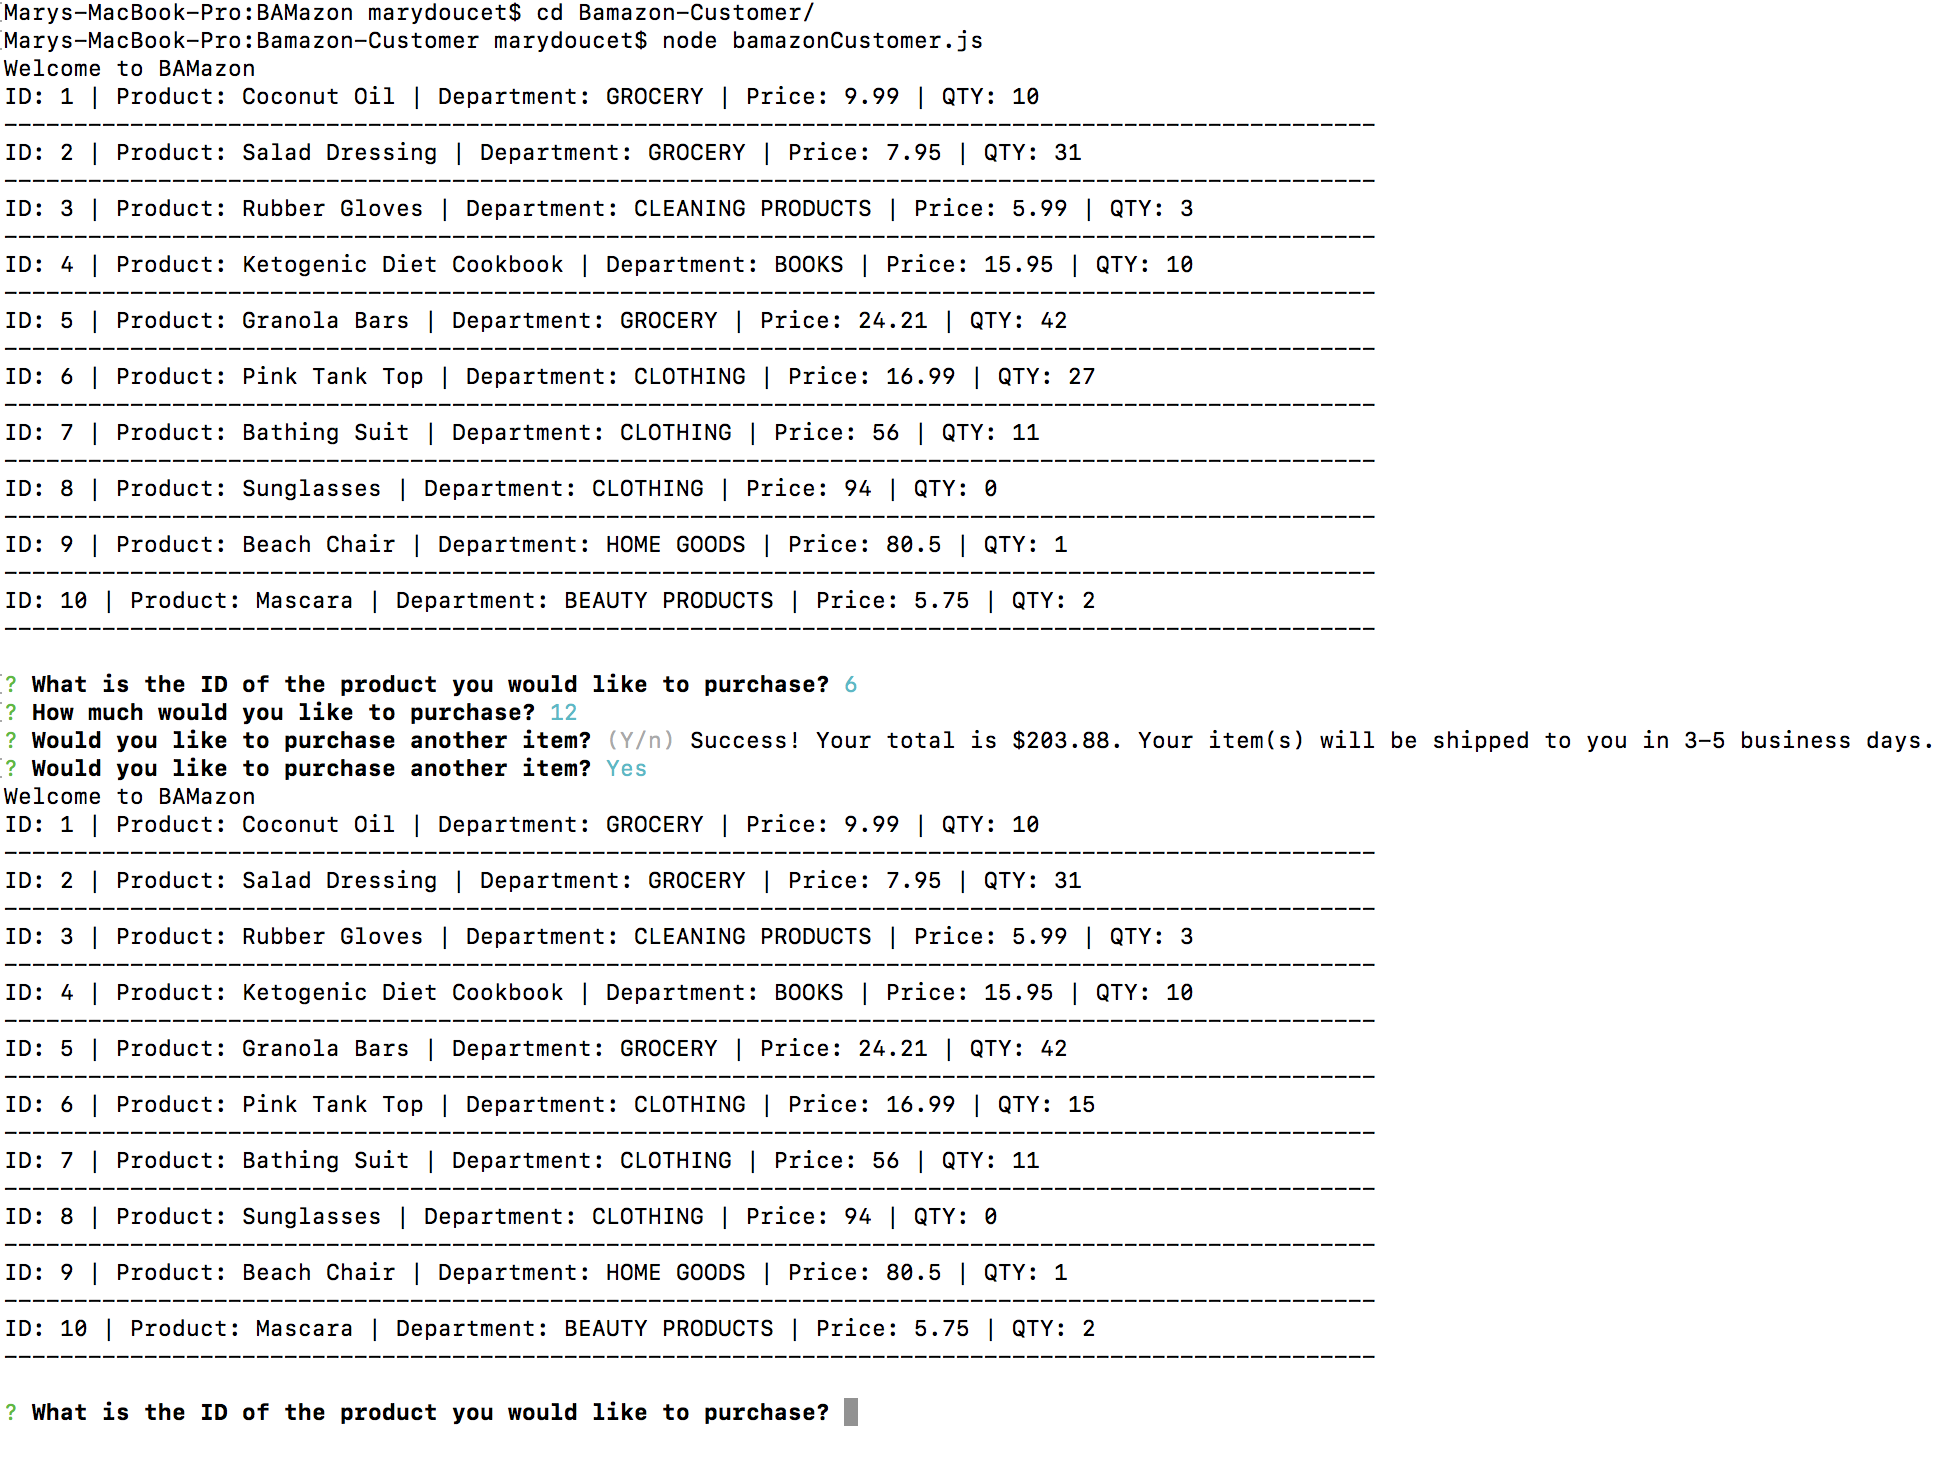 Marys-MacBook-Pro:BAMazon marydoucet$ cd Bamazon-Customer/
Marys-MacBook-Pro:Bamazon-Customer marydoucet$ node bamazonCustomer.js
Welcome to BAMazon
ID: 1 | Product: Coconut Oil | Department: GROCERY | Price: 9.99 | QTY: 10
--------------------------------------------------------------------------------------------------
ID: 2 | Product: Salad Dressing | Department: GROCERY | Price: 7.95 | QTY: 31
--------------------------------------------------------------------------------------------------
ID: 3 | Product: Rubber Gloves | Department: CLEANING PRODUCTS | Price: 5.99 | QTY: 3
--------------------------------------------------------------------------------------------------
ID: 4 | Product: Ketogenic Diet Cookbook | Department: BOOKS | Price: 15.95 | QTY: 10
--------------------------------------------------------------------------------------------------
ID: 5 | Product: Granola Bars | Department: GROCERY | Price: 24.21 | QTY: 42
--------------------------------------------------------------------------------------------------
ID: 6 | Product: Pink Tank Top | Department: CLOTHING | Price: 16.99 | QTY: 27
--------------------------------------------------------------------------------------------------
ID: 7 | Product: Bathing Suit | Department: CLOTHING | Price: 56 | QTY: 11
--------------------------------------------------------------------------------------------------
ID: 8 | Product: Sunglasses | Department: CLOTHING | Price: 94 | QTY: 0
--------------------------------------------------------------------------------------------------
ID: 9 | Product: Beach Chair | Department: HOME GOODS | Price: 80.5 | QTY: 1
--------------------------------------------------------------------------------------------------
ID: 10 | Product: Mascara | Department: BEAUTY PRODUCTS | Price: 5.75 | QTY: 2
--------------------------------------------------------------------------------------------------
? What is the ID of the product you would like to purchase? 6
? How much would you like to purchase? 12
? Would you like to purchase another item? (Y/n) Success! Your total is $203.88. Your item(s) will be shipped to you in 3-5 business days.
? Would you like to purchase another item? Yes
Welcome to BAMazon
ID: 1 | Product: Coconut Oil | Department: GROCERY | Price: 9.99 | QTY: 10
--------------------------------------------------------------------------------------------------
ID: 2 | Product: Salad Dressing | Department: GROCERY | Price: 7.95 | QTY: 31
--------------------------------------------------------------------------------------------------
ID: 3 | Product: Rubber Gloves | Department: CLEANING PRODUCTS | Price: 5.99 | QTY: 3
--------------------------------------------------------------------------------------------------
ID: 4 | Product: Ketogenic Diet Cookbook | Department: BOOKS | Price: 15.95 | QTY: 10
--------------------------------------------------------------------------------------------------
ID: 5 | Product: Granola Bars | Department: GROCERY | Price: 24.21 | QTY: 42
--------------------------------------------------------------------------------------------------
ID: 6 | Product: Pink Tank Top | Department: CLOTHING | Price: 16.99 | QTY: 15
--------------------------------------------------------------------------------------------------
ID: 7 | Product: Bathing Suit | Department: CLOTHING | Price: 56 | QTY: 11
--------------------------------------------------------------------------------------------------
ID: 8 | Product: Sunglasses | Department: CLOTHING | Price: 94 | QTY: 0
--------------------------------------------------------------------------------------------------
ID: 9 | Product: Beach Chair | Department: HOME GOODS | Price: 80.5 | QTY: 1
--------------------------------------------------------------------------------------------------
ID: 10 | Product: Mascara | Department: BEAUTY PRODUCTS | Price: 5.75 | QTY: 2
--------------------------------------------------------------------------------------------------
? What is the ID of the product you would like to purchase?